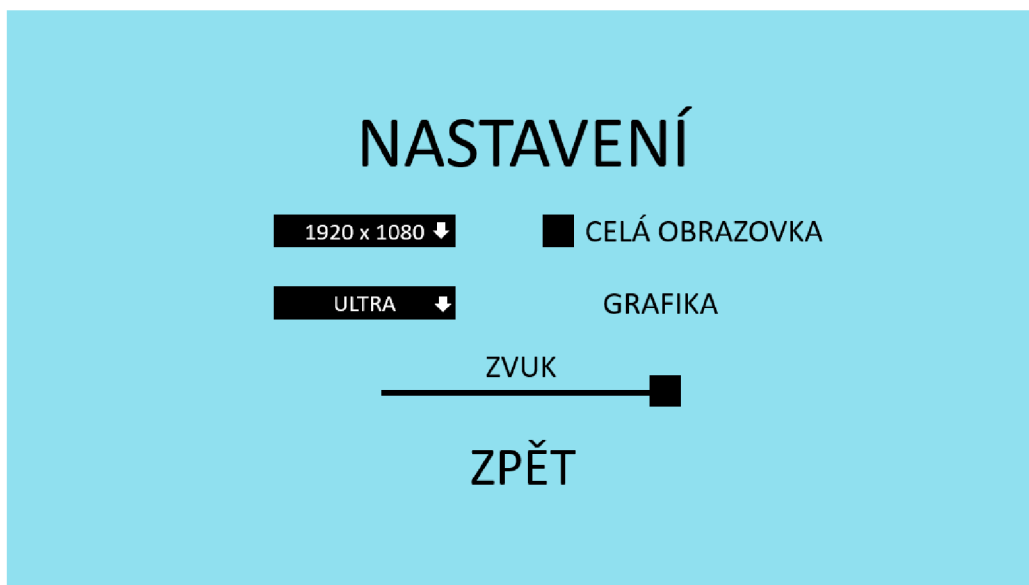 NASTAVENÍ
1920 x 1080 CELÁ OBRAZOVKA
ULTRA GRAFIKA
ZVUK
ZPĚT